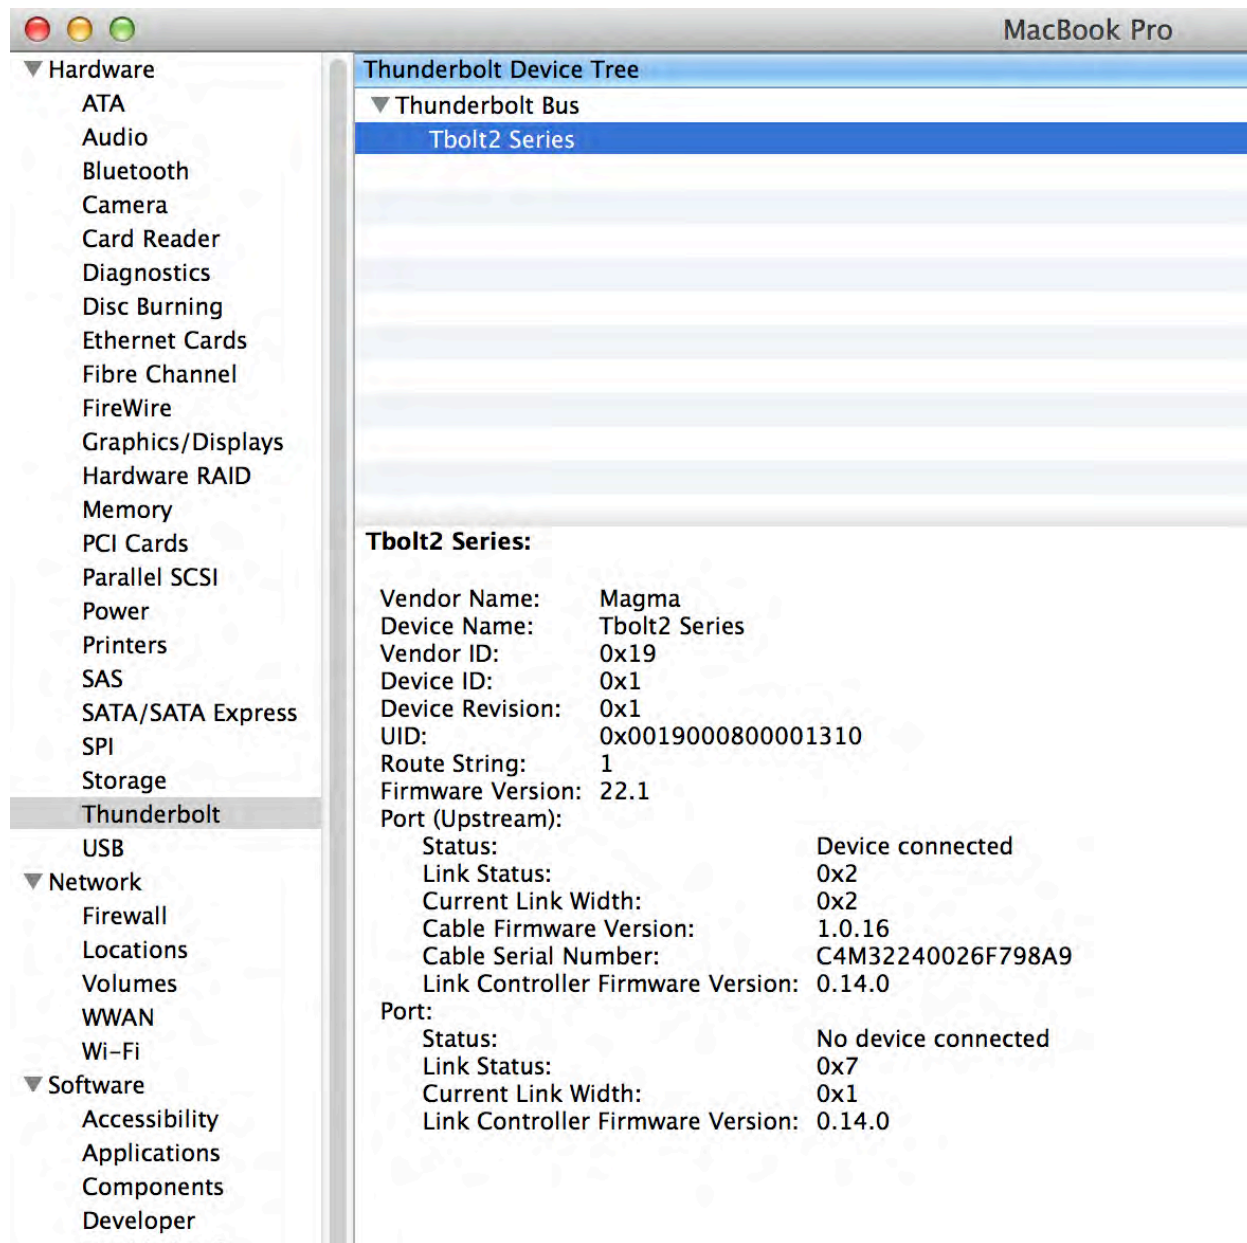 MacBook Pro
Hardware
ATA
Audio
Bluetooth
Camera
Card Reader
Diagnostics
Disc Burning
Ethernet Cards
Fibre Channel
FireWire
Graphics/Displays
Hardware RAID
Memory
PCI Cards
Parallel SCSI
Power
Printers
SAS
SATA/SATA Express
SPI
Storage
Thunderbolt
USB
Network
Firewall
Locations
Volumes
WWAN
Wi-Fi
Software
Accessibility
Applications
Components
Developer
Thunderbolt Device Tree
Thunderbolt Bus
Tbolt2 Series
Tbolt2 Series:
Vendor Name: Magma
Device Name: Tbolt2 Series
Vendor ID: 0x19
Device ID: 0x1
Device Revision: 0x1
UID: 0x0019000800001310
Route String: 1
Firmware Version: 22.1
Port (Upstream):
Status: Device connected
Link Status: 0x2
Current Link Width: 0x2
Cable Firmware Version: 1.0.16
Cable Serial Number: C4M32240026F798A9
Link Controller Firmware Version: 0.14.0
Port:
Status: No device connected
Link Status: 0x7
Current Link Width: 0x1
Link Controller Firmware Version: 0.14.0